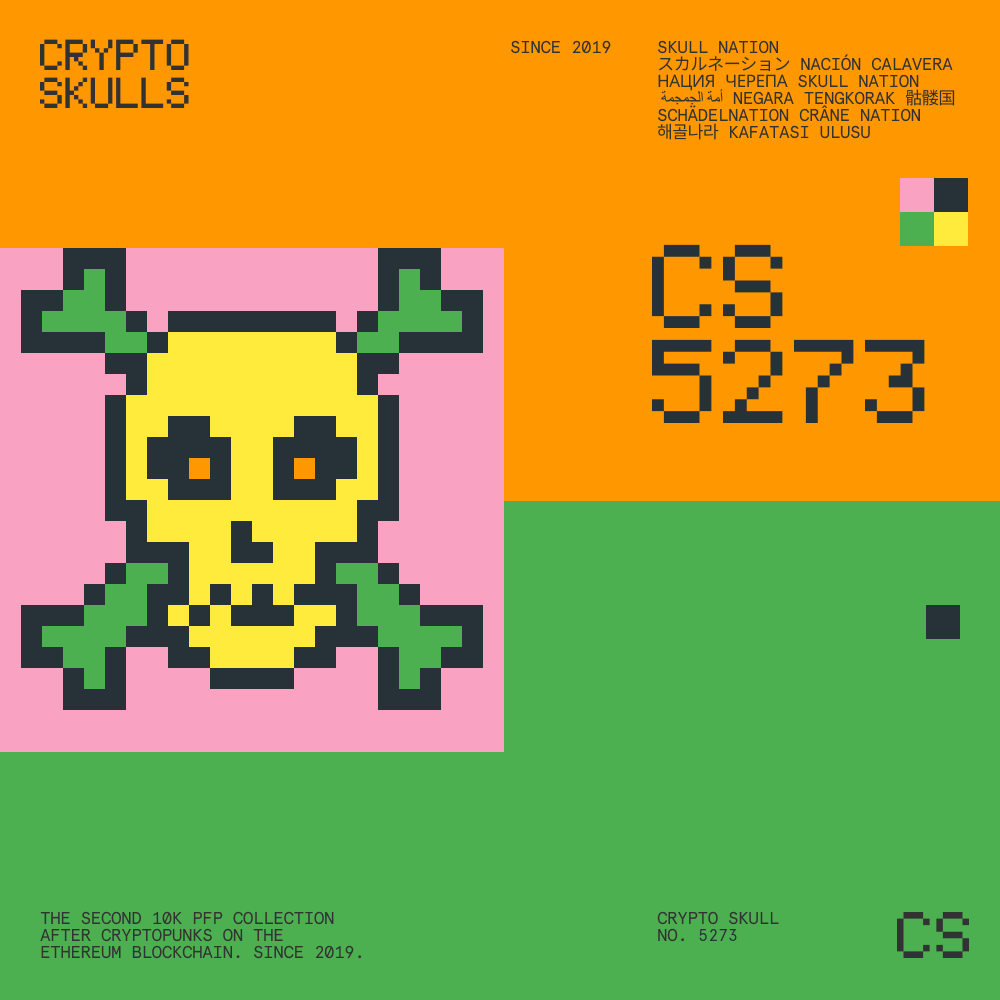 CRYPTO
SKULLS
SINCE 2019
SKULL NATION
スカルネーション NACIÓN CALAVERA
НАЦИЯ ЧЕРЕПА SKULL NATION
أمة الجمجمة NEGARA TENGKORAK 骷髅国
SCHÄDELNATION CRÂNE NATION
해골나라 KAFATASI ULUSU
CS
5273
THE SECOND 10K PFP COLLECTION
AFTER CRYPTOPUNKS ON THE
ETHEREUM BLOCKCHAIN. SINCE 2019.
CRYPTO SKULL
NO. 5273
CS